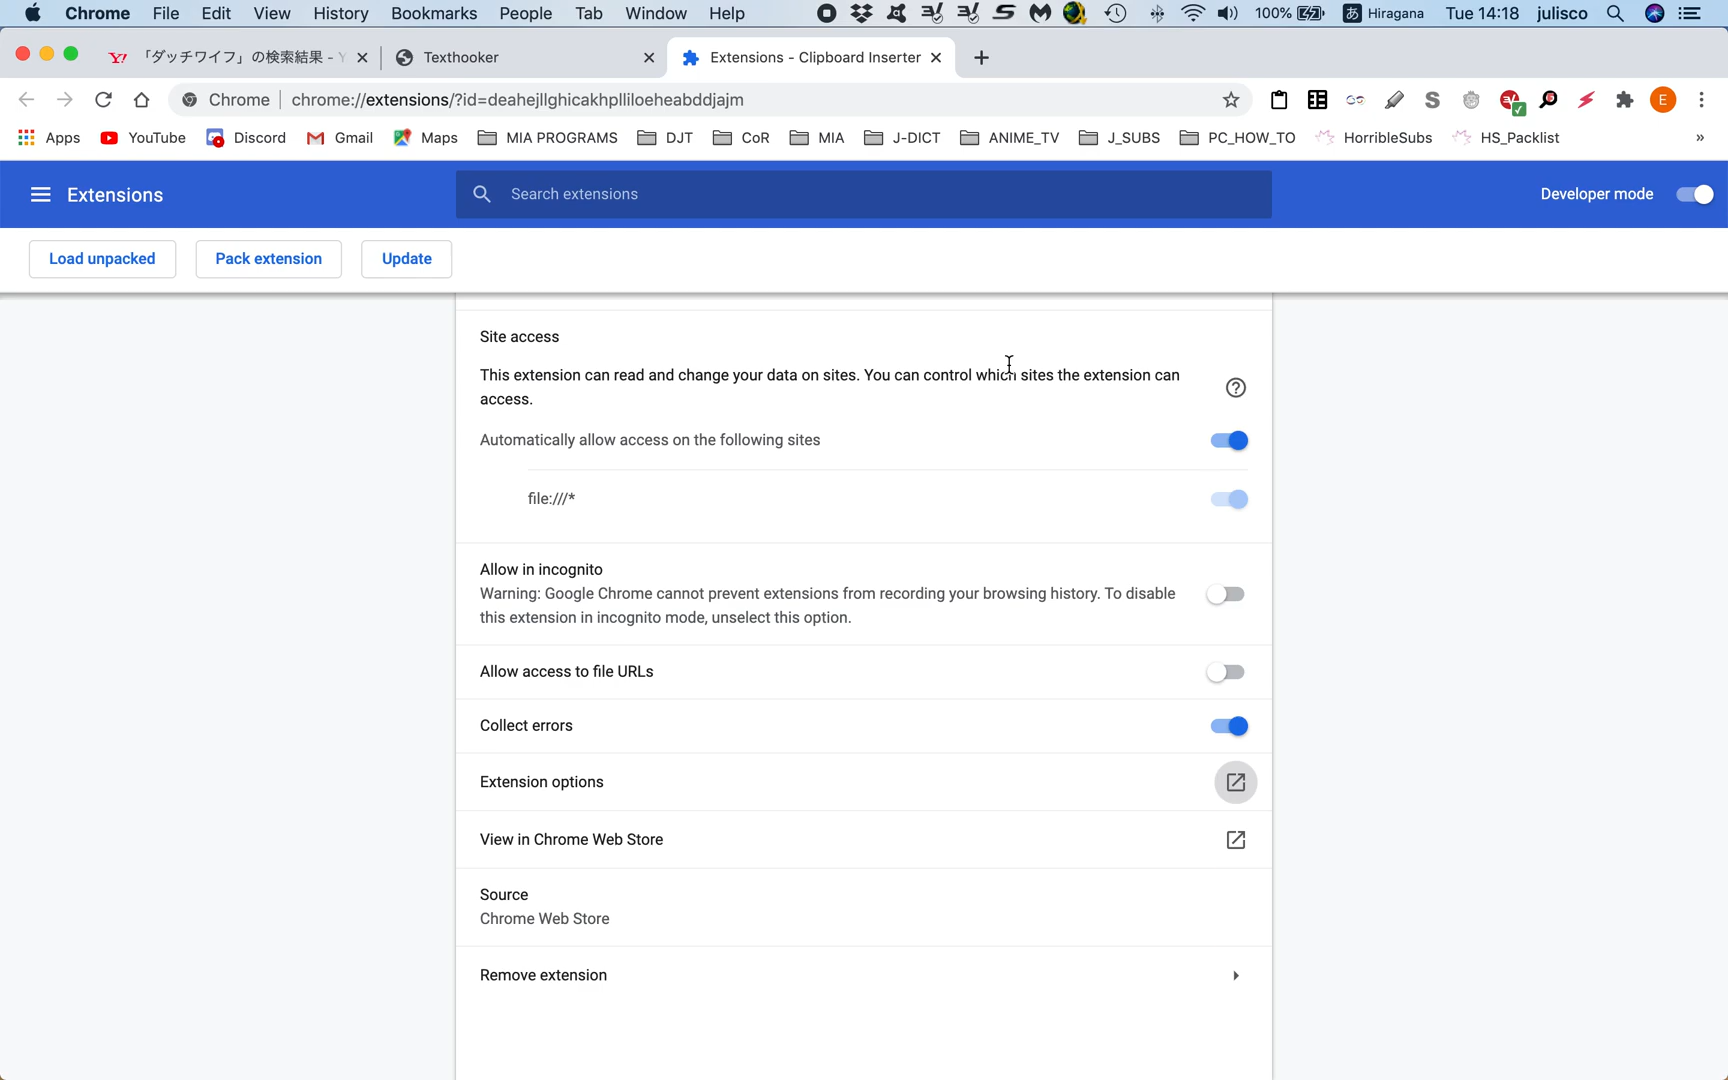 Chrome File Edit View History Bookmarks People Tab Window Help 100% あ Hiragana Tue 14:18 julisco
「ダッチワイフ」の検索結果 - Texthooker Extensions - Clipboard Inserter
Chrome chrome://extensions/?id=deahejllghicakhplliloeheabddjajm E
Apps YouTube Discord Gmail Maps MIA PROGRAMS DJT CoR MIA J-DICT ANIME_TV J_SUBS PC_HOW_TO HorribleSubs HS_Packlist »
Extensions Search extensions Developer mode
Load unpacked Pack extension Update
Site access
This extension can read and change your data on sites. You can control which sites the extension can
access.
Automatically allow access on the following sites
file:///*
Allow in incognito
Warning: Google Chrome cannot prevent extensions from recording your browsing history. To disable
this extension in incognito mode, unselect this option.
Allow access to file URLs
Collect errors
Extension options
View in Chrome Web Store
Source
Chrome Web Store
Remove extension